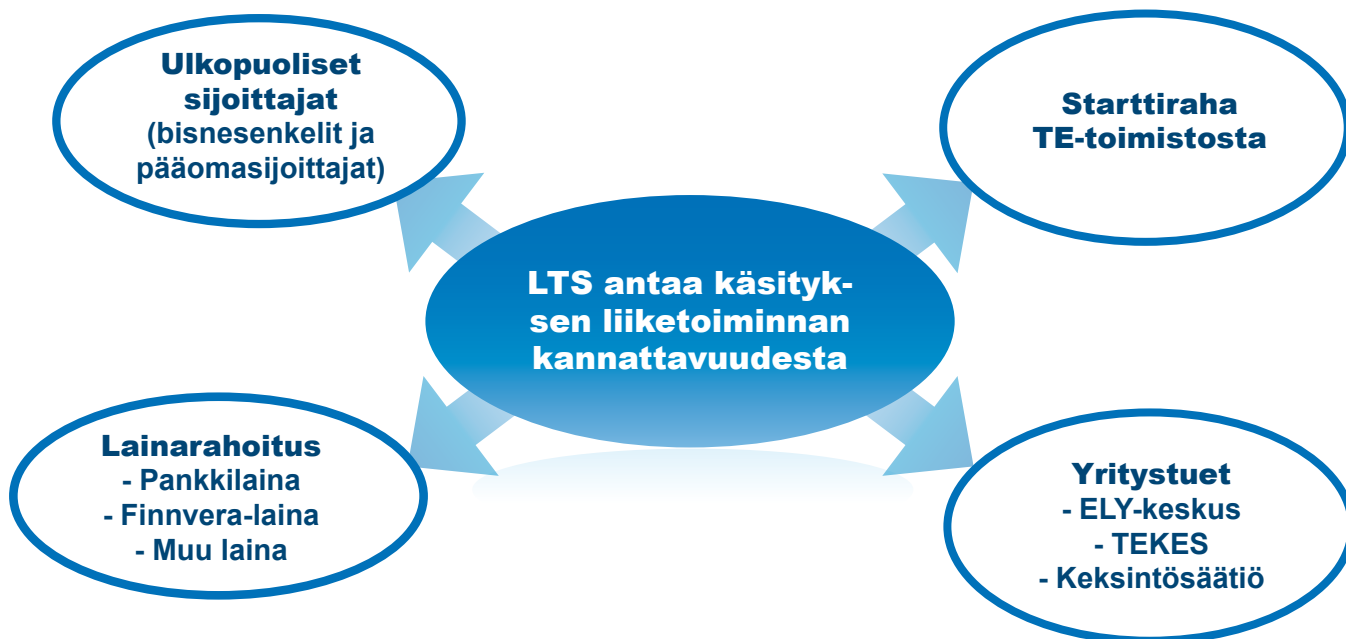 Ulkopuoliset
sijoittajat
(bisnesenkelit ja
pääomasijoittajat)
Starttiraha
TE-toimistosta
LTS antaa käsityk-
sen liiketoiminnan
kannattavuudesta
Lainarahoitus
- Pankkilaina
- Finnvera-laina
- Muu laina
Yritystuet
- ELY-keskus
- TEKES
- Keksintösäätiö